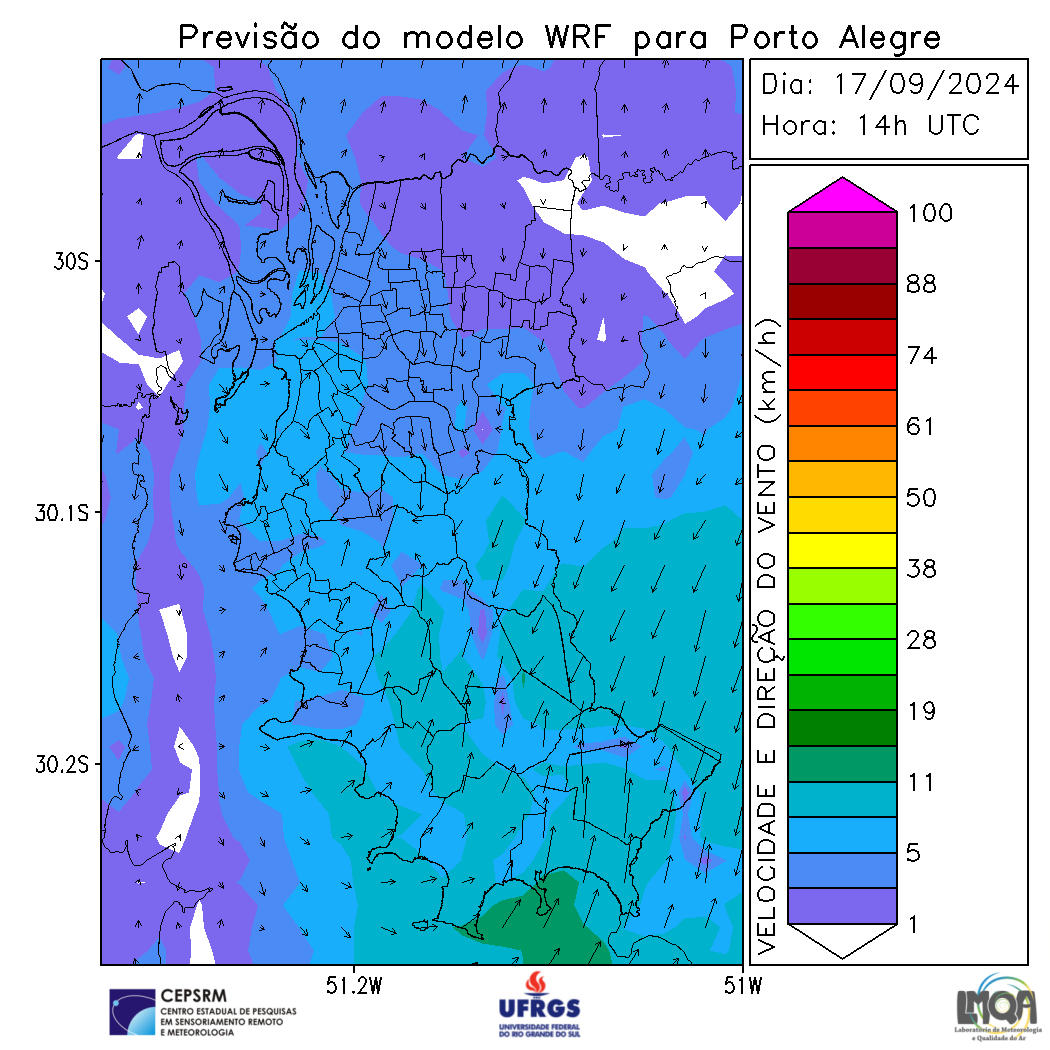 Previsão do modelo WRF para Porto Alegre
Dia: 17/09/2024
Hora: 14h UTC
30S
30.1S
30.2S
51.2W
51W
VELOCIDADE E DIREÇÃO DO VENTO (km/h)
100
88
74
61
50
38
28
19
11
5
1
CEPSRM
CENTRO ESTADUAL DE PESQUISAS
EM SENSORIAMENTO REMOTO
E METEOROLOGIA
UFRGS
UNIVERSIDADE FEDERAL
DO RIO GRANDE DO SUL
LMQA
Laboratório de Meteorologia
e Qualidade do Ar